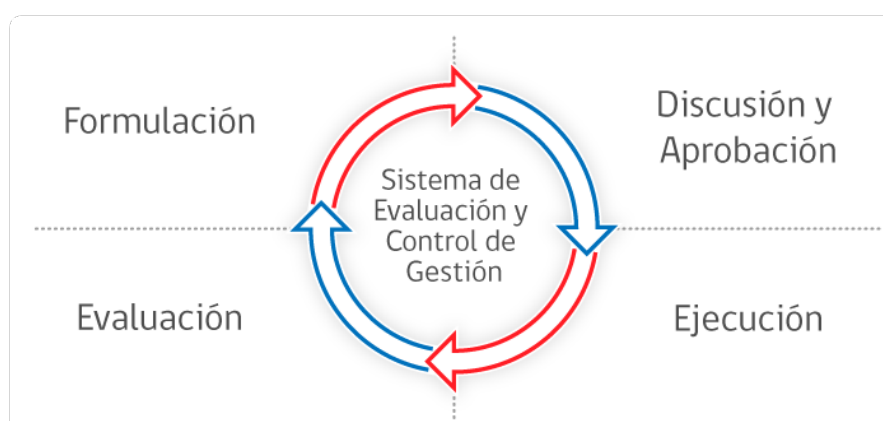 Formulación
Discusión y
Aprobación
Sistema de
Evaluación y
Control de
Gestión
Evaluación
Ejecución